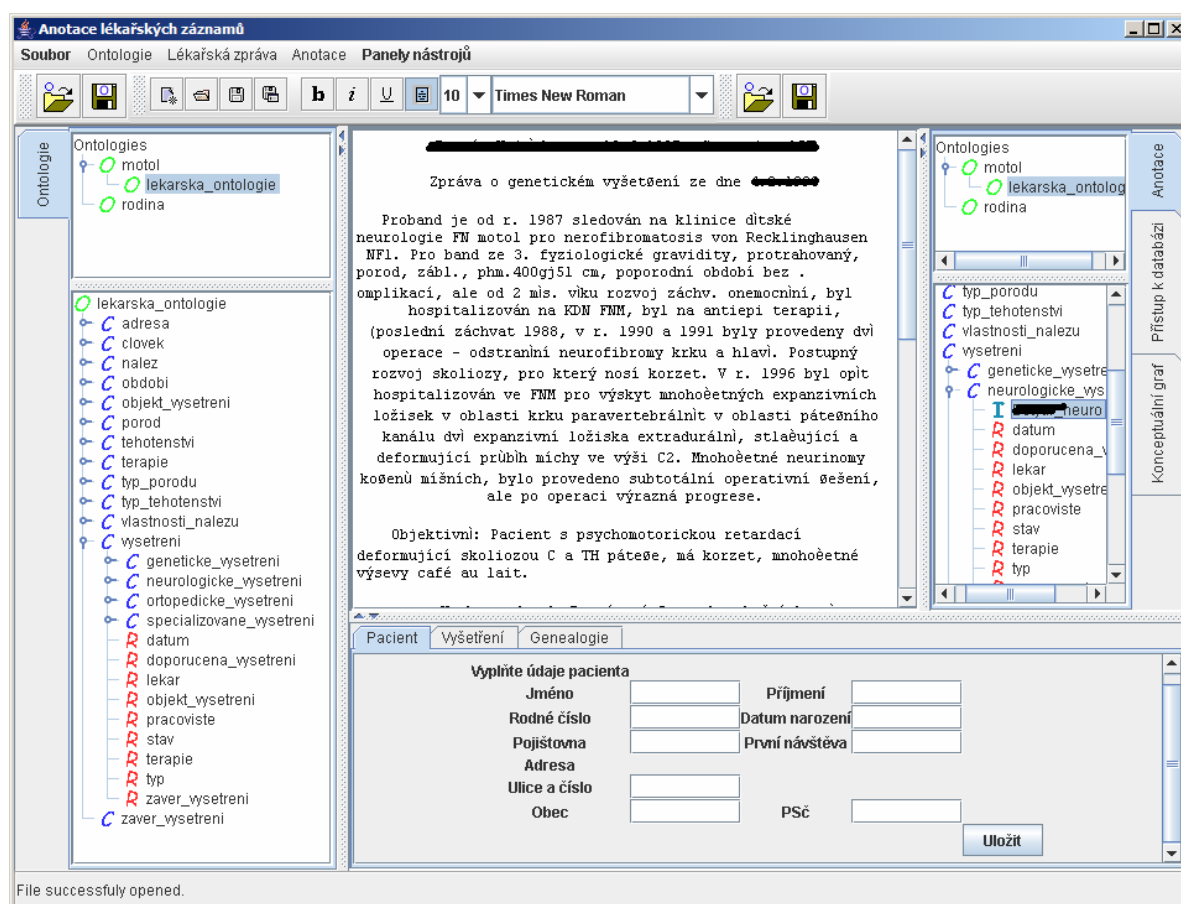 Anotace lékařských záznamů
Soubor Ontologie Lékařská zpráva Anotace Panely nástrojů
b i U 10 Times New Roman
Ontologie
Ontologies
motol
lekarska_ontologie
rodina
lekarska_ontologie
adresa
clovek
nalez
obdobi
objekt_vysetreni
porod
tehotenstvi
terapie
typ_porodu
typ_tehotenstvi
vlastnosti_nalezu
vysetreni
geneticke_vysetreni
neurologicke_vysetreni
ortopedicke_vysetreni
specializovane_vysetreni
datum
doporucena_vysetreni
lekar
objekt_vysetreni
pracoviste
stav
terapie
typ
zaver_vysetreni
zaver_vysetreni
Zpráva o genetickém vyšetøení ze dne
Proband je od r. 1987 sledován na klinice dìtské
neurologie FN motol pro nerofibromatosis von Recklinghausen
NF1. Pro band ze 3. fyziologické gravidity, protrahovaný,
porod, zábl., phm.400gj5l cm, poporodní období bez .
omplikací, ale od 2 mìs. vìku rozvoj záchv. onemocnìní, byl
hospitalizován na KDN FNM, byl na antiepi terapii,
(poslední záchvat 1988, v r. 1990 a 1991 byly provedeny dvì
operace - odstranìní neurofibromy krku a hlavì. Postupný
rozvoj skoliozy, pro který nosí korzet. V r. 1996 byl opìt
hospitalizován ve FNM pro výskyt mnohoèetných expanzivních
ložisek v oblasti krku paravertebrálnìt v oblasti páteøního
kanálu dvì expanzivní ložiska extradurální, stlaèující a
deformující prùbìh míchy ve výši C2. Mnohoèetné neurinomy
koøenù míšních, bylo provedeno subtotální operativní øešení,
ale po operaci výrazná progrese.
Objektivnì: Pacient s psychomotorickou retardací
deformující skoliozou C a TH páteøe, má korzet, mnohoèetné
výsevy café au lait.
Ontologies
motol
lekarska_ontolog
rodina
typ_porodu
typ_tehotenstvi
vlastnosti_nalezu
vysetreni
geneticke_vysetre
neurologicke_vys
_neuro
datum
doporucena_v
lekar
objekt_vysetre
pracoviste
stav
terapie
typ
Anotace
Přístup k databázi
Konceptuální graf
Pacient Vyšetření Genealogie
Vyplňte údaje pacienta
Jméno Příjmení
Rodné číslo Datum narození
Pojištovna První návštěva
Adresa
Ulice a číslo
Obec PSč
Uložit
File successfuly opened.